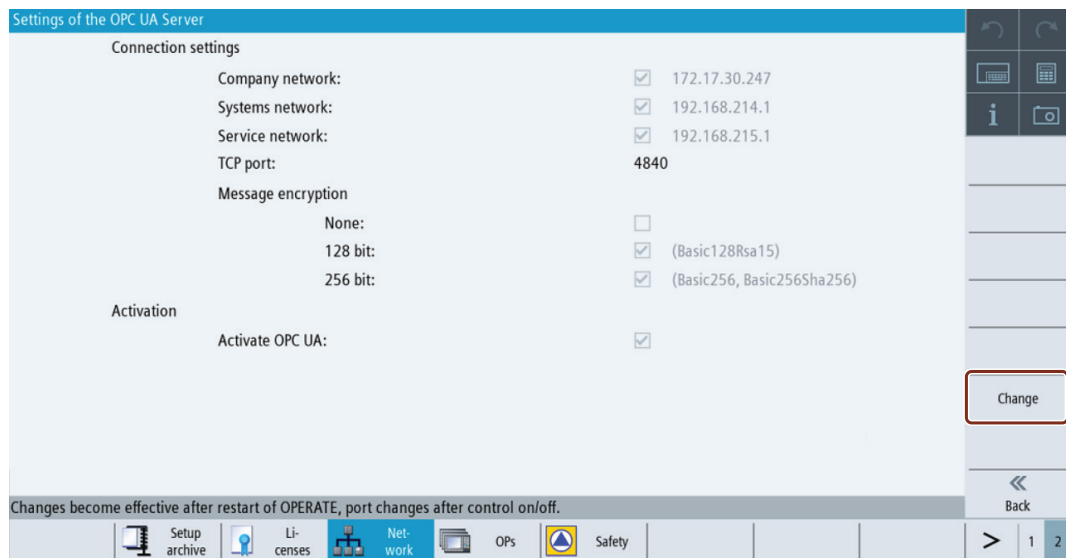 Settings of the OPC UA Server
Connection settings
Company network: 172.17.30.247
Systems network: 192.168.214.1
Service network: 192.168.215.1
TCP port: 4840
Message encryption
None:
128 bit: (Basic128Rsa15)
256 bit: (Basic256, Basic256Sha256)
Activation
Activate OPC UA:
i
Change
«
Back
Changes become effective after restart of OPERATE, port changes after control on/off.
Setup archive Li- censes Net- work OPs Safety > 1 2